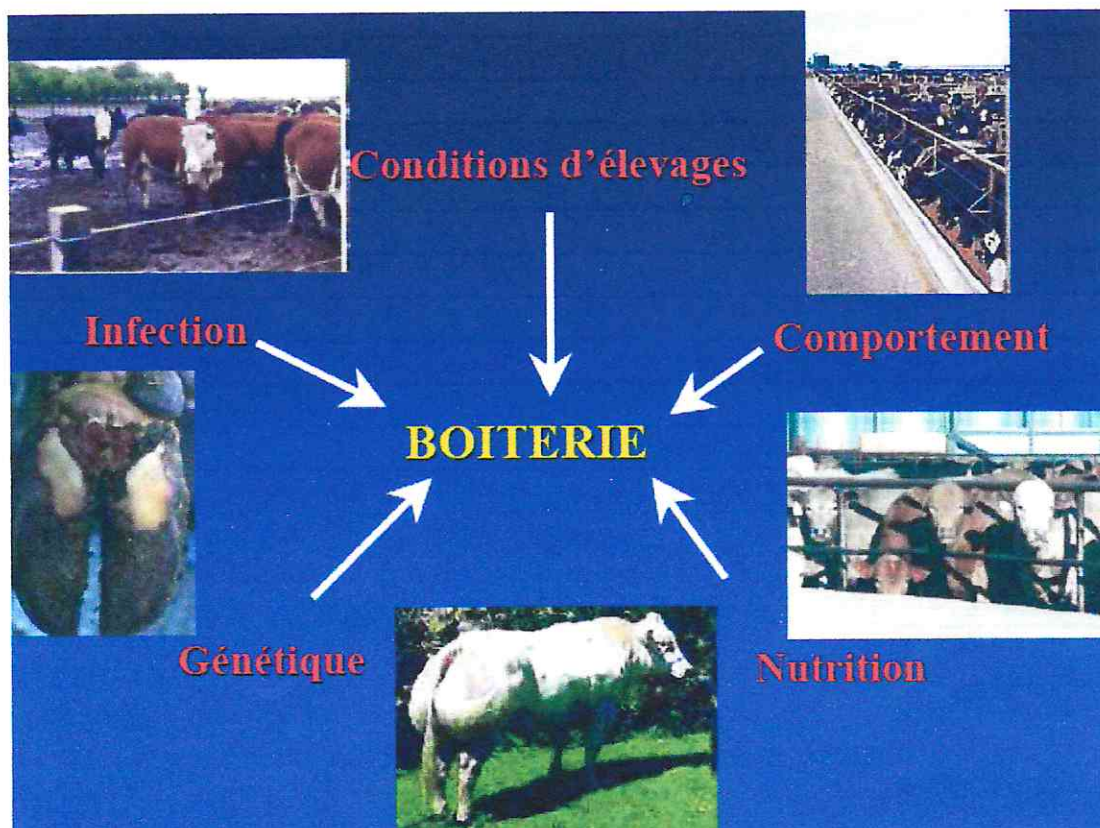 Conditions d'élevages
Infection
Comportement
BOITERIE
Génétique
Nutrition